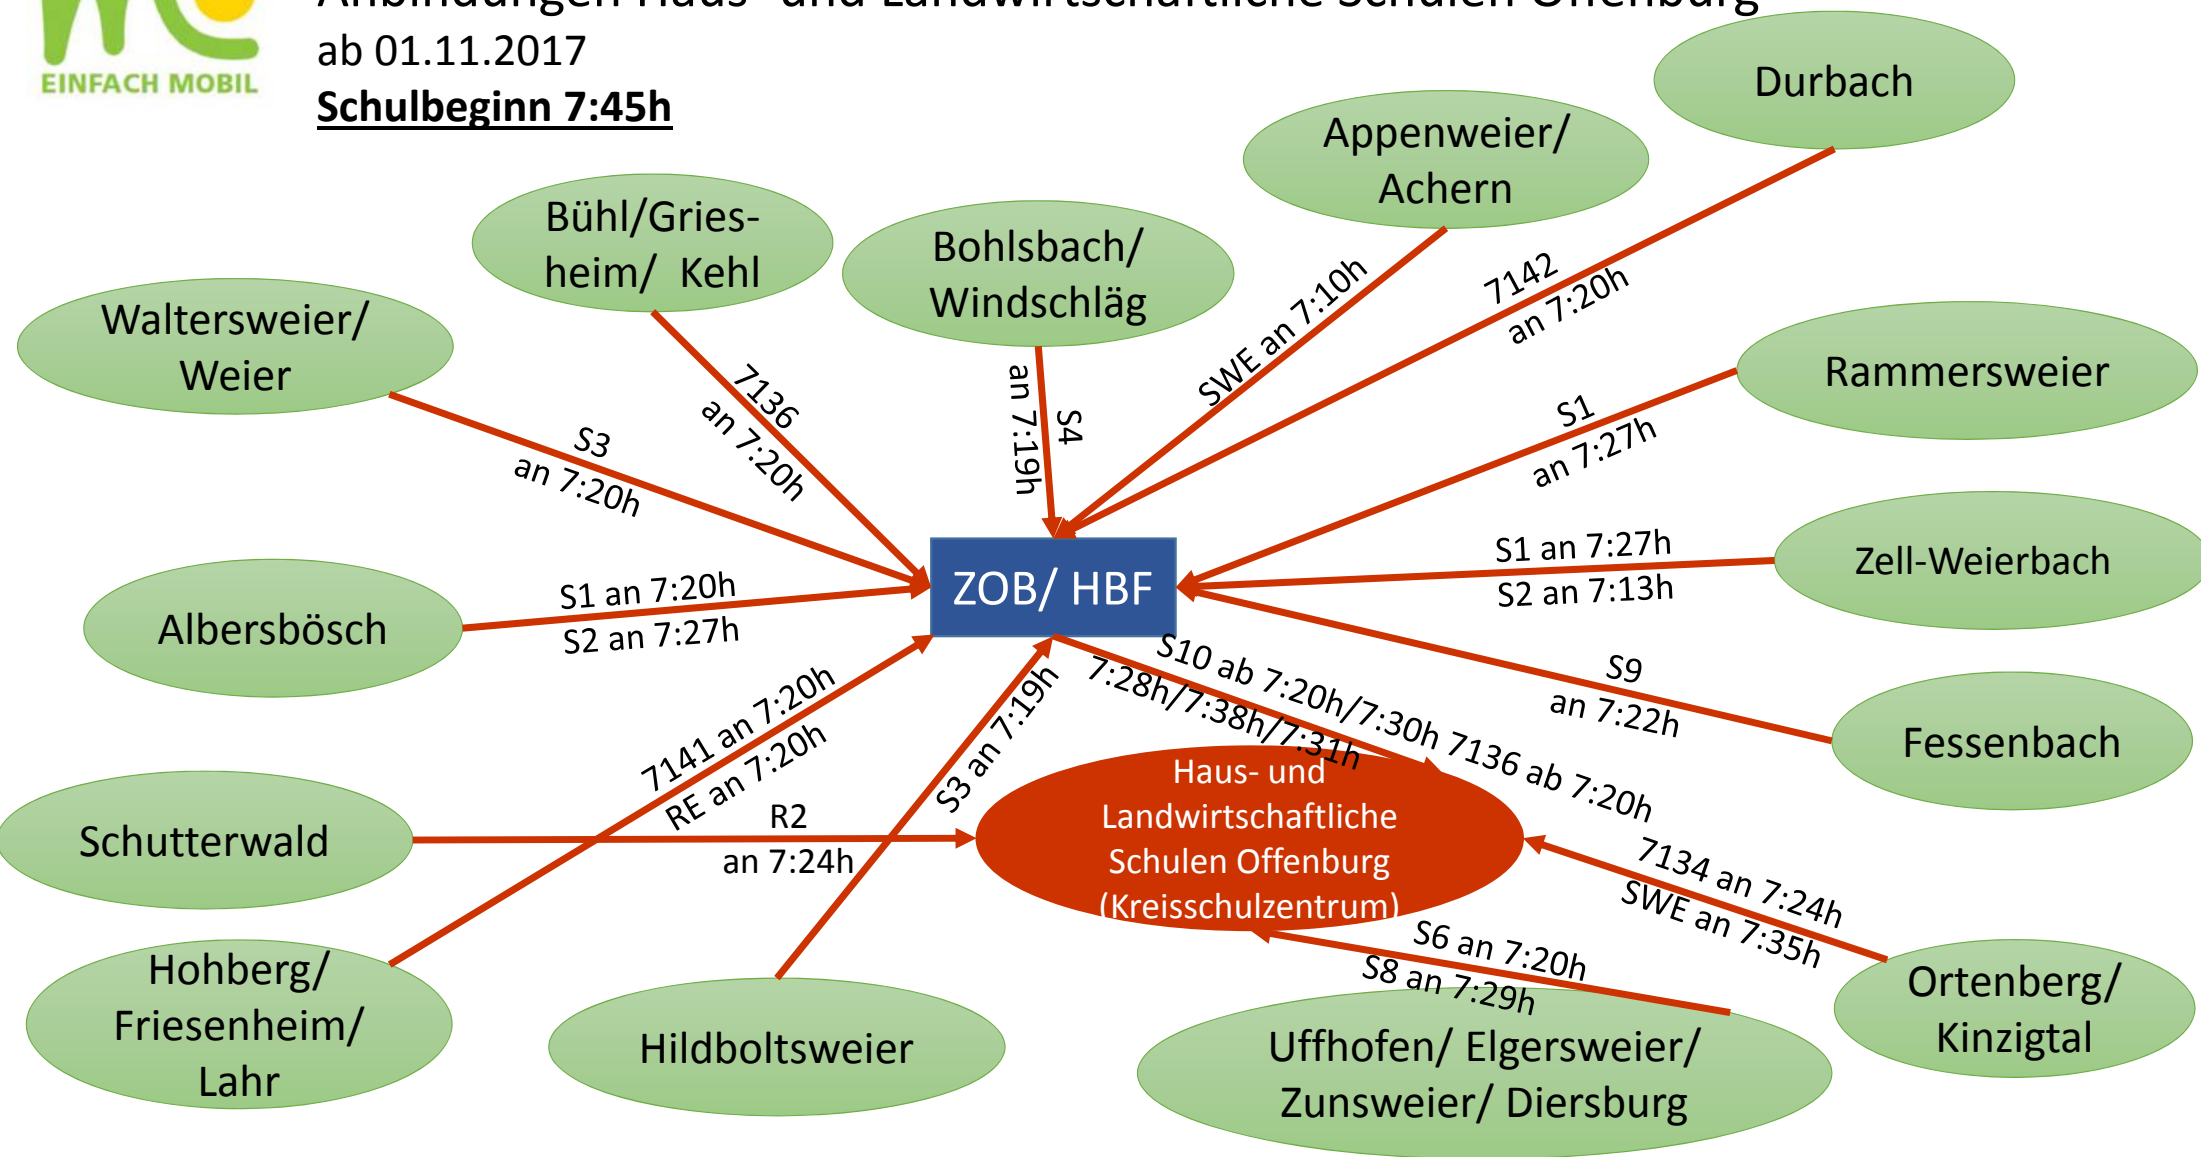 Anbindungen Haus- und Landwirtschaftliche Schulen Offenburg
ab 01.11.2017
EINFACH MOBIL
Schulbeginn 7:45h
Durbach
Appenweier/
Achern
Bühl/Gries-
heim/ Kehl
Bohlsbach/
Windschläg
Waltersweier/
Weier
Rammersweier
7142
an 7:20h
SWE an 7:10h
7136
an 7:20h
S4
an 7:19h
S3
an 7:20h
S1
an 7:27h
Albersbösch
S1 an 7:20h
S2 an 7:27h
ZOB/ HBF
S1 an 7:27h
S2 an 7:13h
Zell-Weierbach
S9
an 7:22h
Fessenbach
7141 an 7:20h
RE an 7:20h
S3 an 7:19h
S10 ab 7:20h/7:30h 7136 ab 7:20h
7:28h/7:38h/7:31h
Schutterwald
R2
an 7:24h
Haus- und
Landwirtschaftliche
Schulen Offenburg
(Kreisschulzentrum)
7134 an 7:24h
SWE an 7:35h
S6 an 7:20h
S8 an 7:29h
Hohberg/
Friesenheim/
Lahr
Hildboltsweier
Uffhofen/ Elgersweier/
Zunsweier/ Diersburg
Ortenberg/
Kinzigtal